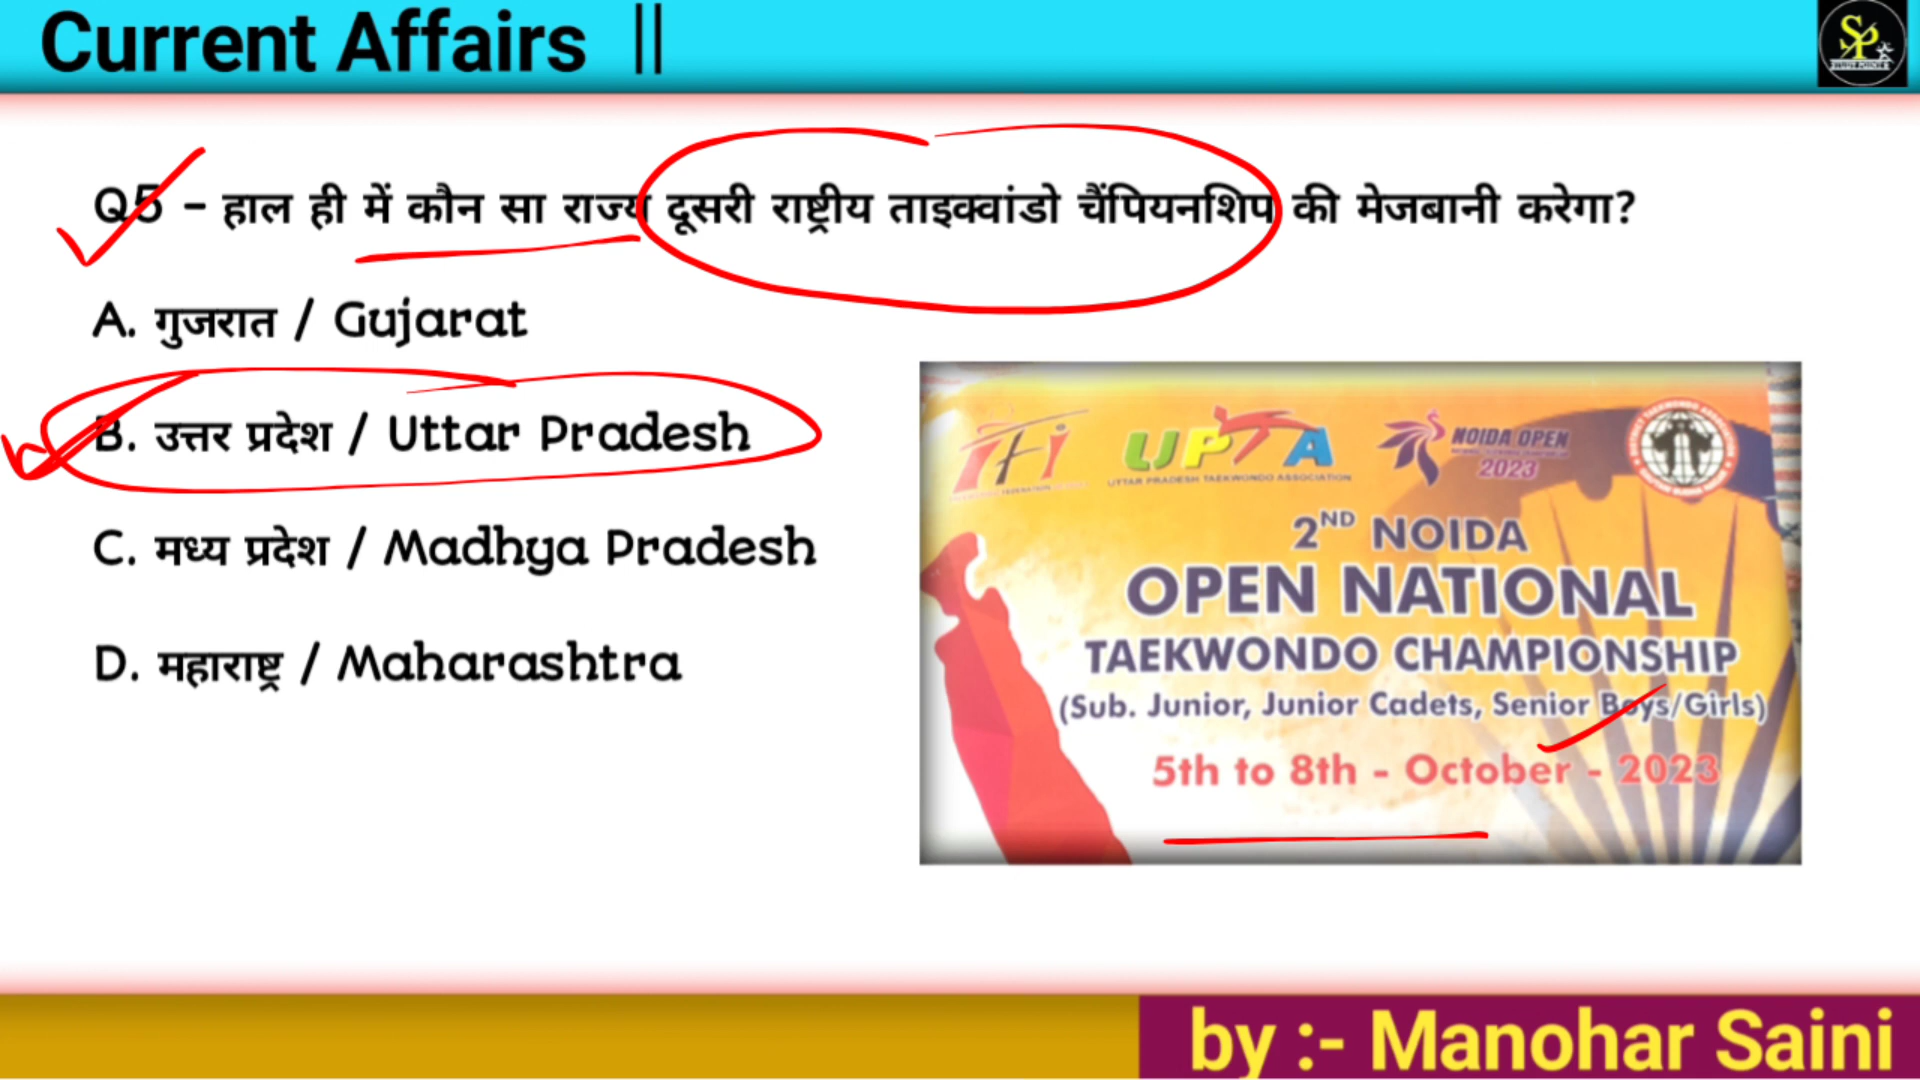 Current Affairs ||
SP
Q5 - हाल ही में कौन सा राज्य दूसरी राष्ट्रीय ताइक्वांडो चैंपियनशिप की मेजबानी करेगा?
A. गुजरात / Gujarat
B. उत्तर प्रदेश / Uttar Pradesh
C. मध्य प्रदेश / Madhya Pradesh
D. महाराष्ट्र / Maharashtra
UPTA
UTTAR PRADESH TAEKWONDO ASSOCIATION
NOIDA OPEN
2023
2ND NOIDA
OPEN NATIONAL
TAEKWONDO CHAMPIONSHIP
(Sub. Junior, Junior Cadets, Senior Boys/Girls)
5th to 8th - October - 2023
by :- Manohar Saini